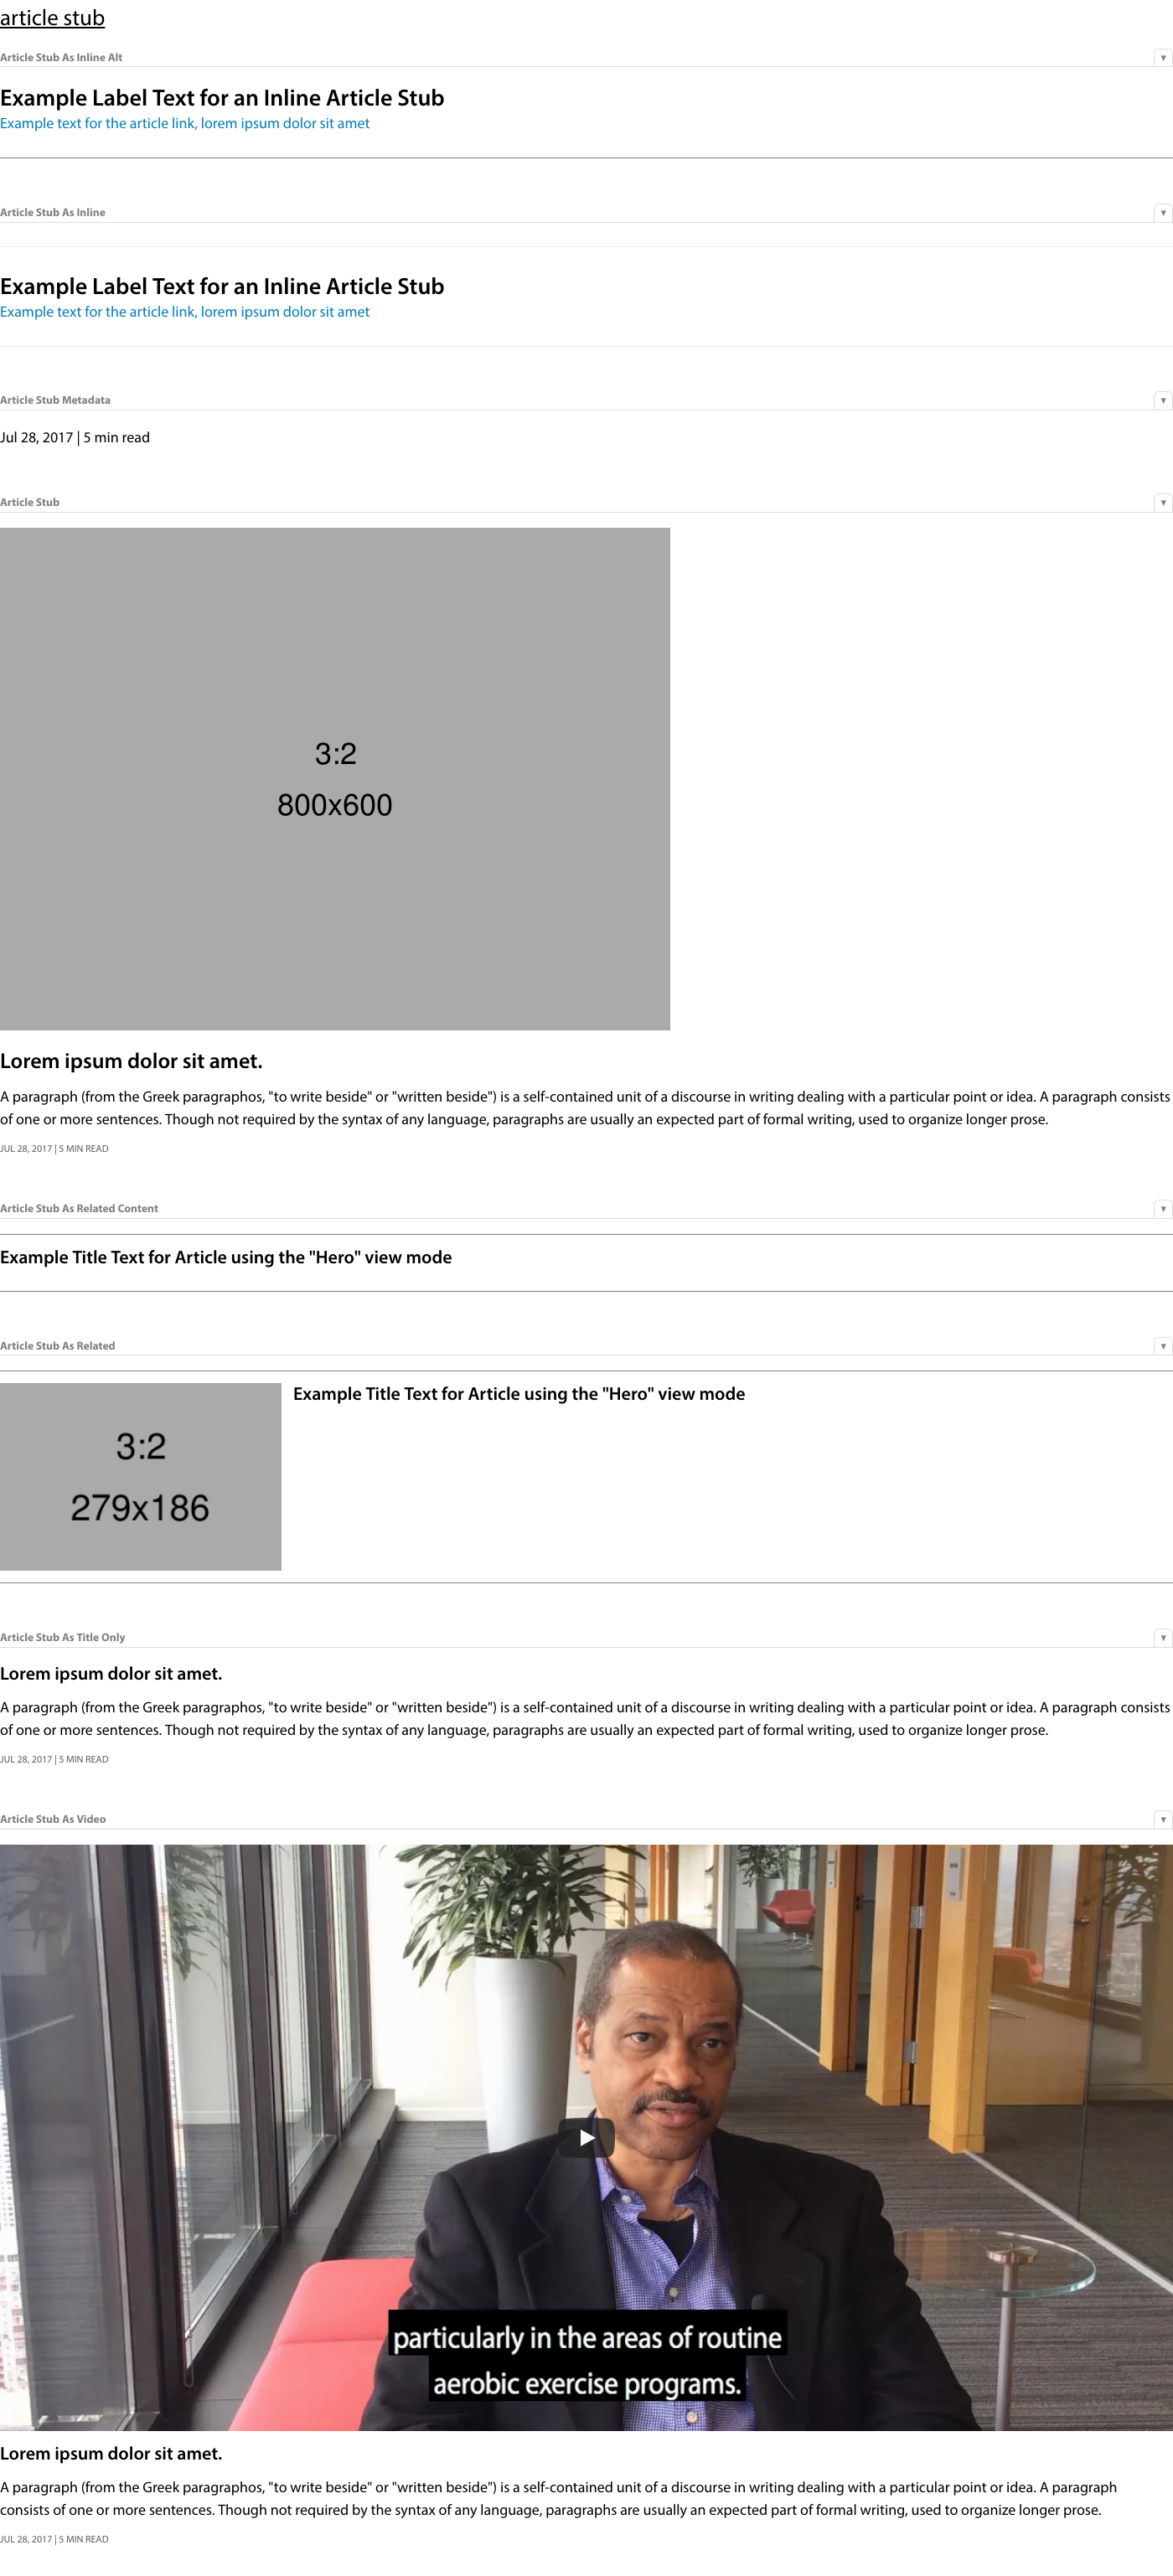 article stub
Article Stub As Inline Alt
▼
Example Label Text for an Inline Article Stub
Example text for the article link, lorem ipsum dolor sit amet
Article Stub As Inline
▼
Example Label Text for an Inline Article Stub
Example text for the article link, lorem ipsum dolor sit amet
Article Stub Metadata
▼
Jul 28, 2017 | 5 min read
Article Stub
▼
3:2
800x600
Lorem ipsum dolor sit amet.
A paragraph (from the Greek paragraphos, "to write beside" or "written beside") is a self-contained unit of a discourse in writing dealing with a particular point or idea. A paragraph consists
of one or more sentences. Though not required by the syntax of any language, paragraphs are usually an expected part of formal writing, used to organize longer prose.
JUL 28, 2017 | 5 MIN READ
Article Stub As Related Content
▼
Example Title Text for Article using the "Hero" view mode
Article Stub As Related
▼
Example Title Text for Article using the "Hero" view mode
3:2
279x186
Article Stub As Title Only
▼
Lorem ipsum dolor sit amet.
A paragraph (from the Greek paragraphos, "to write beside" or "written beside") is a self-contained unit of a discourse in writing dealing with a particular point or idea. A paragraph consists
of one or more sentences. Though not required by the syntax of any language, paragraphs are usually an expected part of formal writing, used to organize longer prose.
JUL 28, 2017 | 5 MIN READ
Article Stub As Video
▼
particularly in the areas of routine
aerobic exercise programs.
Lorem ipsum dolor sit amet.
A paragraph (from the Greek paragraphos, "to write beside" or "written beside") is a self-contained unit of a discourse in writing dealing with a particular point or idea. A paragraph
consists of one or more sentences. Though not required by the syntax of any language, paragraphs are usually an expected part of formal writing, used to organize longer prose.
JUL 28, 2017 | 5 MIN READ